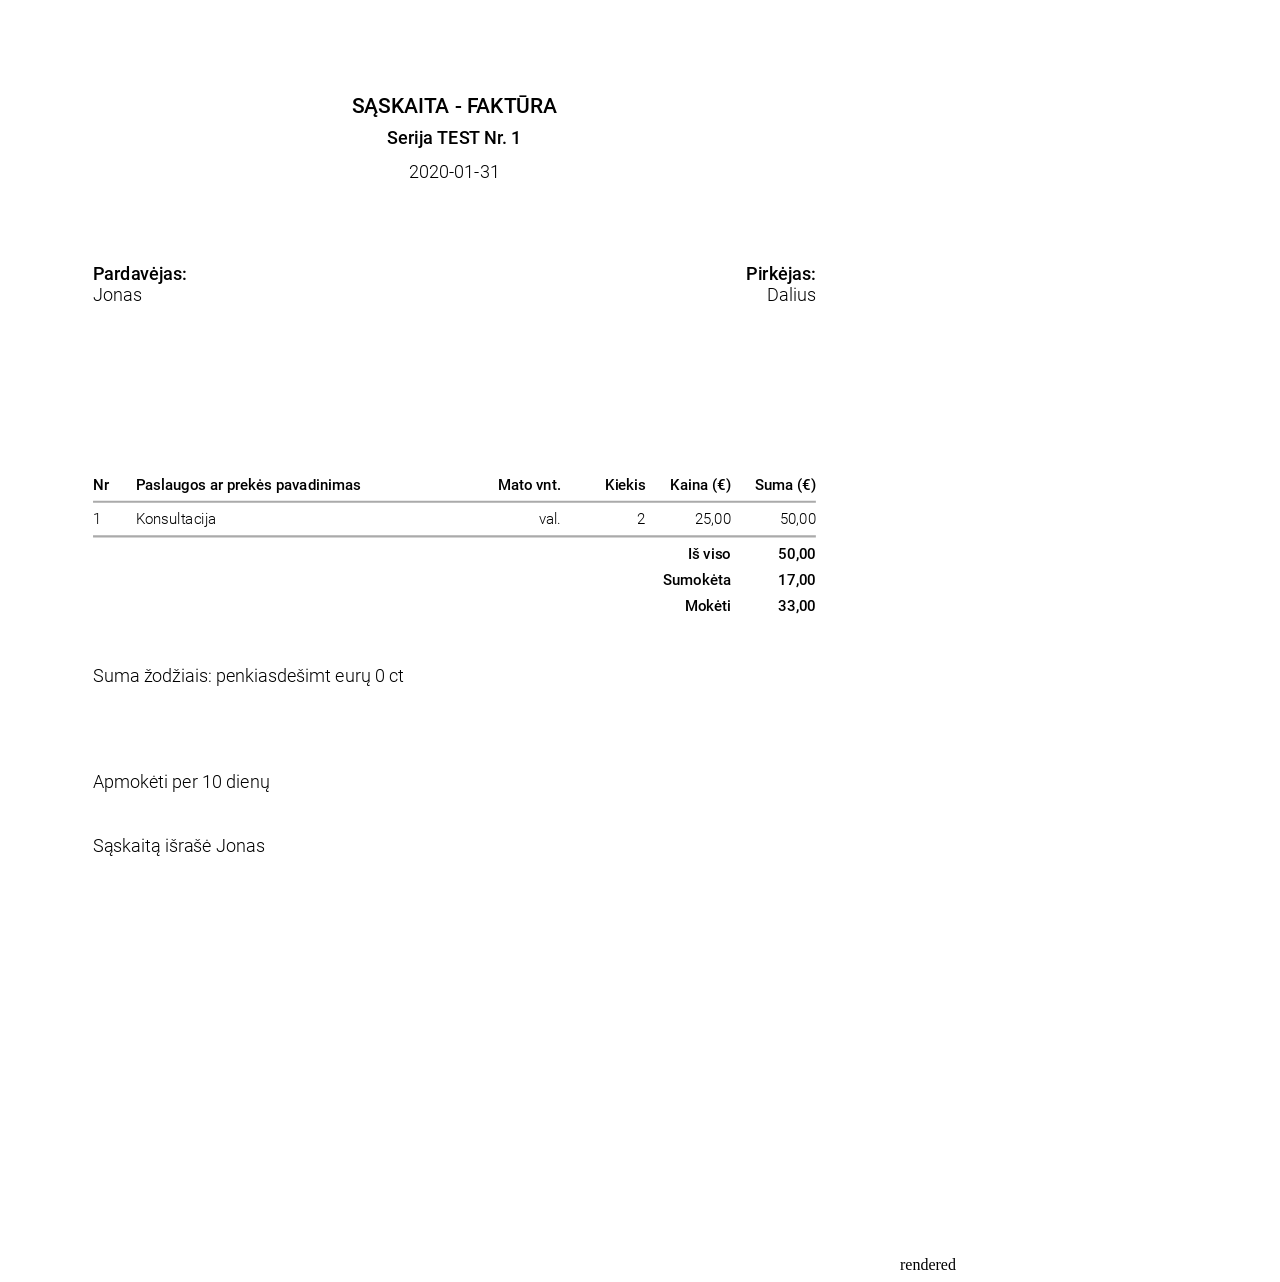 SĄSKAITA - FAKTŪRA
Serija TEST Nr. 1
2020-01-31
Pardavėjas: Pirkėjas:
Jonas Dalius
Nr Paslaugos ar prekės pavadinimas Mato vnt. Kiekis Kaina (€) Suma (€)
1 Konsultacija val. 2 25,00 50,00
Iš viso 50,00
Sumokėta 17,00
Mokėti 33,00
Suma žodžiais: penkiasdešimt eurų 0 ct
Apmokėti per 10 dienų
Sąskaitą išrašė Jonas
rendered